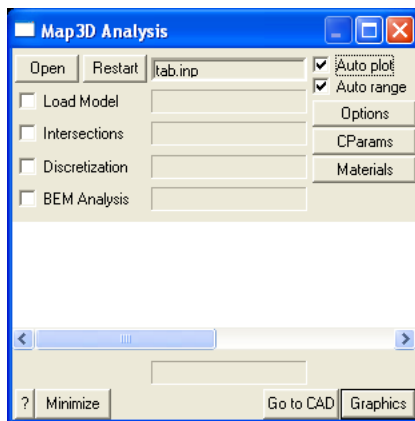 Map3D Analysis
Open Restart tab.inp Auto plot
Auto range
Load Model
Options
Intersections
CParams
Discretization
Materials
BEM Analysis
? Minimize Go to CAD Graphics